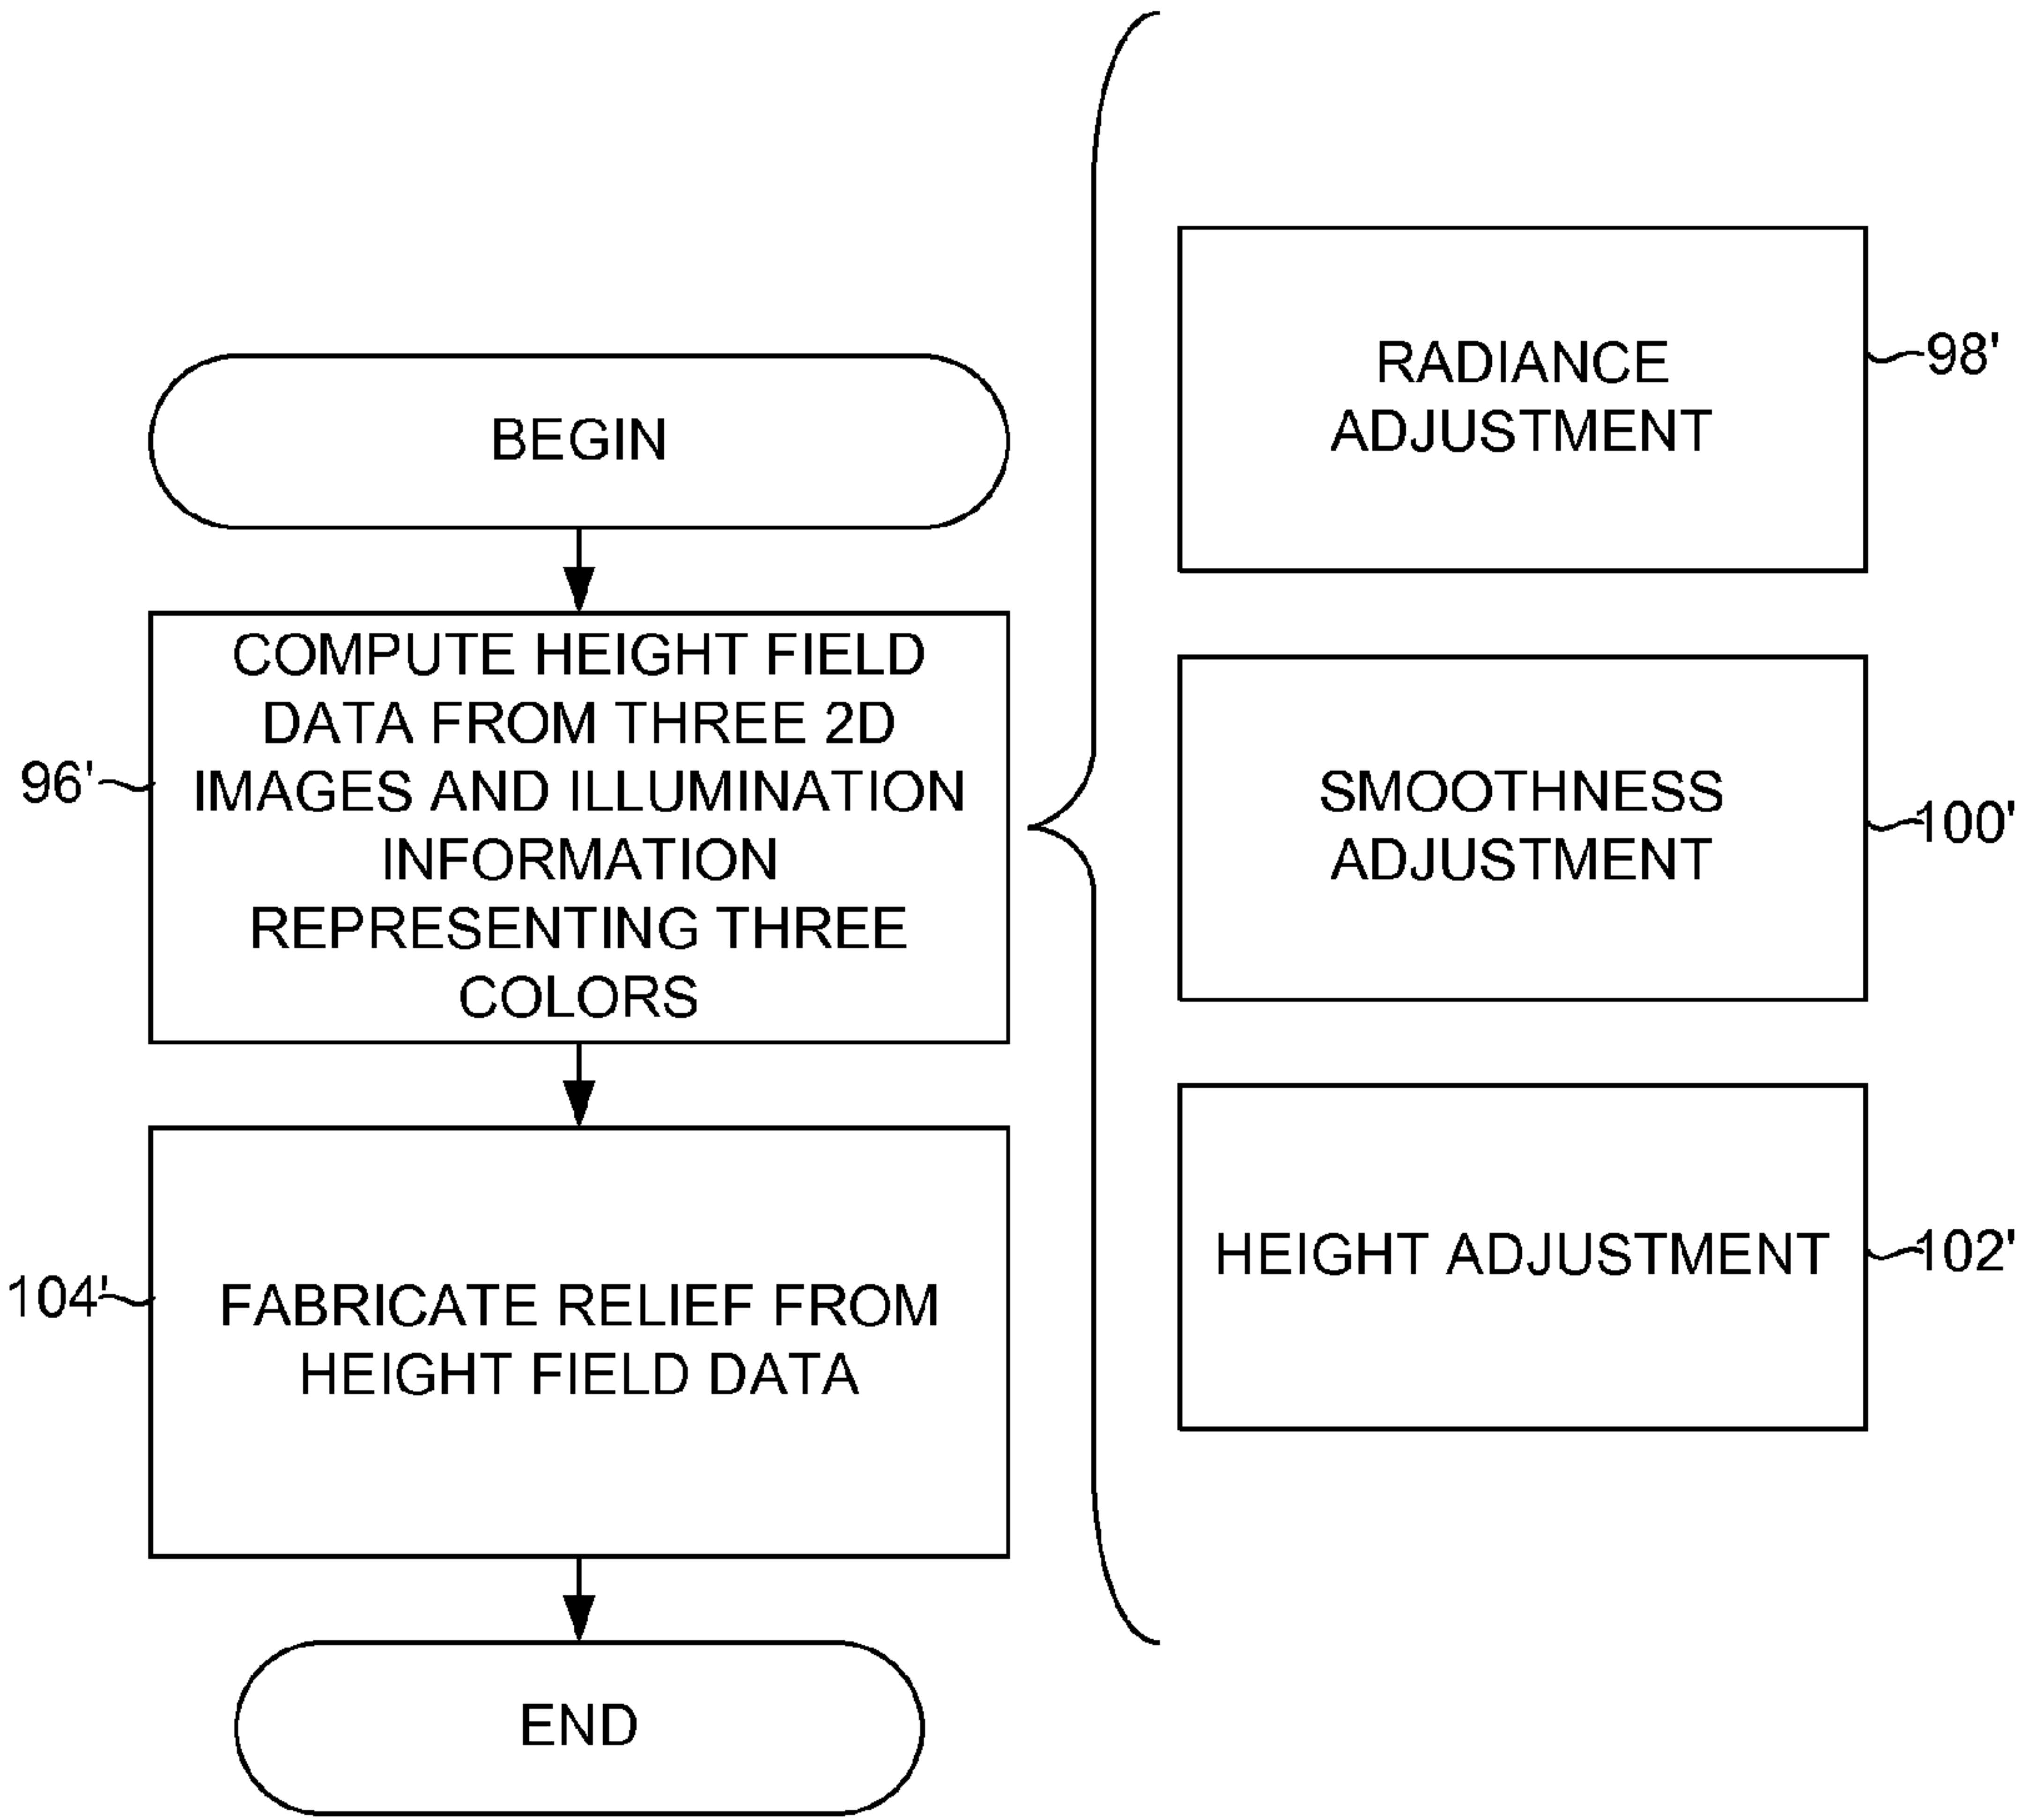 BEGIN
96'
COMPUTE HEIGHT FIELD
DATA FROM THREE 2D
IMAGES AND ILLUMINATION
INFORMATION
REPRESENTING THREE
COLORS
104'
FABRICATE RELIEF FROM
HEIGHT FIELD DATA
END
RADIANCE
ADJUSTMENT
98'
SMOOTHNESS
ADJUSTMENT
100'
HEIGHT ADJUSTMENT
102'